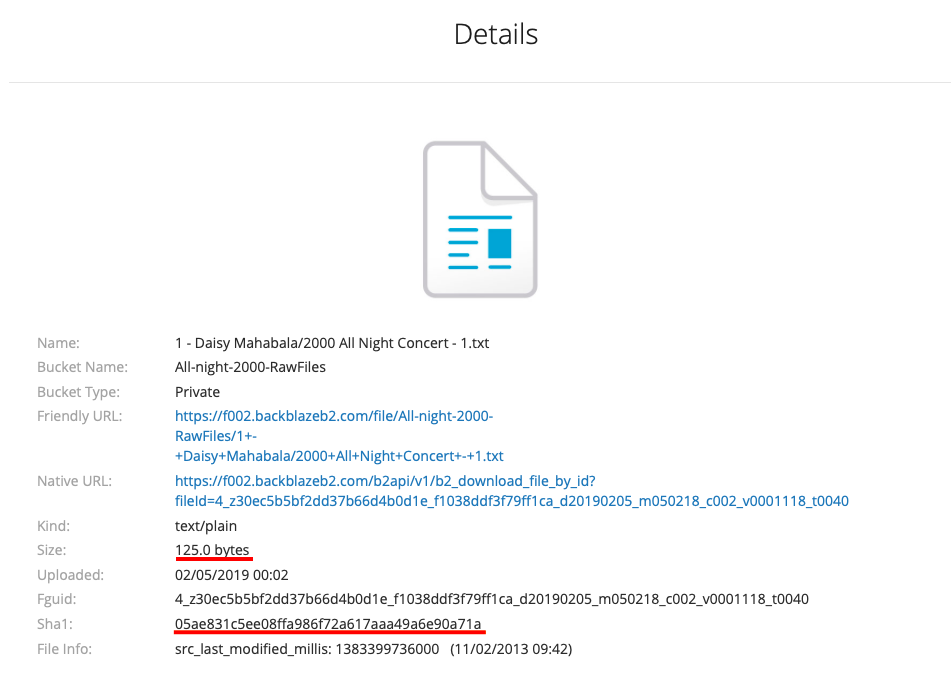 Details
Name: 1 - Daisy Mahabala/2000 All Night Concert - 1.txt
Bucket Name: All-night-2000-RawFiles
Bucket Type: Private
Friendly URL: https://f002.backblazeb2.com/file/All-night-2000-
RawFiles/1+-
+Daisy+Mahabala/2000+All+Night+Concert+-+1.txt
Native URL: https://f002.backblazeb2.com/b2api/v1/b2_download_file_by_id?
fileId=4_z30ec5b5bf2dd37b66d4b0d1e_f1038ddf3f79ff1ca_d20190205_m050218_c002_v0001118_t0040
Kind: text/plain
Size: 125.0 bytes
Uploaded: 02/05/2019 00:02
Fguid: 4_z30ec5b5bf2dd37b66d4b0d1e_f1038ddf3f79ff1ca_d20190205_m050218_c002_v0001118_t0040
Sha1: 05ae831c5ee08ffa986f72a617aaa49a6e90a71a
File Info: src_last_modified_millis: 1383399736000 (11/02/2013 09:42)